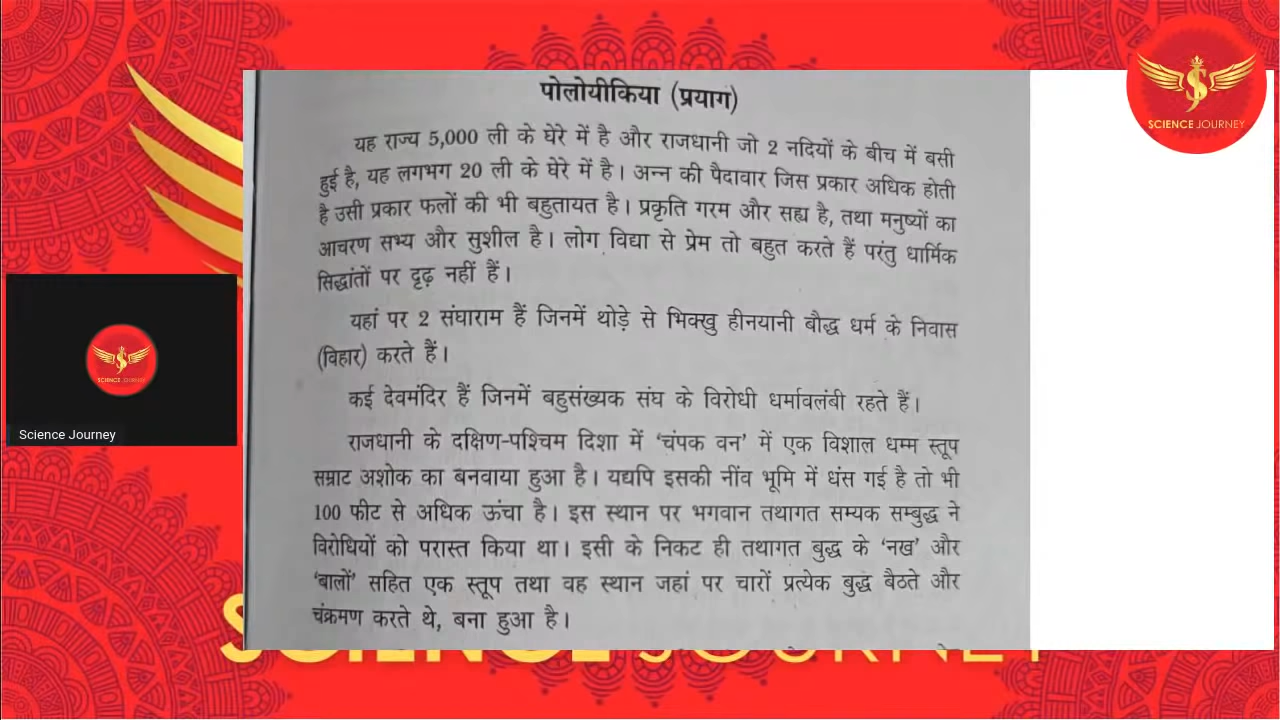 पोलोयीकिया (प्रयाग)
यह राज्य 5,000 ली के घेरे में है और राजधानी जो 2 नदियों के बीच में बसी
हुई है, यह लगभग 20 ली के घेरे में है। अन्न की पैदावार जिस प्रकार अधिक होती
है उसी प्रकार फलों की भी बहुतायत है। प्रकृति गरम और सह्य है, तथा मनुष्यों का
आचरण सभ्य और सुशील है। लोग विद्या से प्रेम तो बहुत करते हैं परंतु धार्मिक
सिद्धांतों पर दृढ़ नहीं हैं।
यहां पर 2 संघाराम हैं जिनमें थोड़े से भिक्खु हीनयानी बौद्ध धर्म के निवास
(विहार) करते हैं।
कई देवमंदिर हैं जिनमें बहुसंख्यक संघ के विरोधी धर्मावलंबी रहते हैं।
राजधानी के दक्षिण-पश्चिम दिशा में ‘चंपक वन’ में एक विशाल धम्म स्तूप
सम्राट अशोक का बनवाया हुआ है। यद्यपि इसकी नींव भूमि में धंस गई है तो भी
100 फीट से अधिक ऊंचा है। इस स्थान पर भगवान तथागत सम्यक सम्बुद्ध ने
विरोधियों को परास्त किया था। इसी के निकट ही तथागत बुद्ध के ‘नख’ और
‘बालों’ सहित एक स्तूप तथा वह स्थान जहां पर चारों प्रत्येक बुद्ध बैठते और
चंक्रमण करते थे, बना हुआ है।
SCIENCE JOURNEY
SCIENCE JOURNEY
Science Journey
SCIENCE JOURNEY